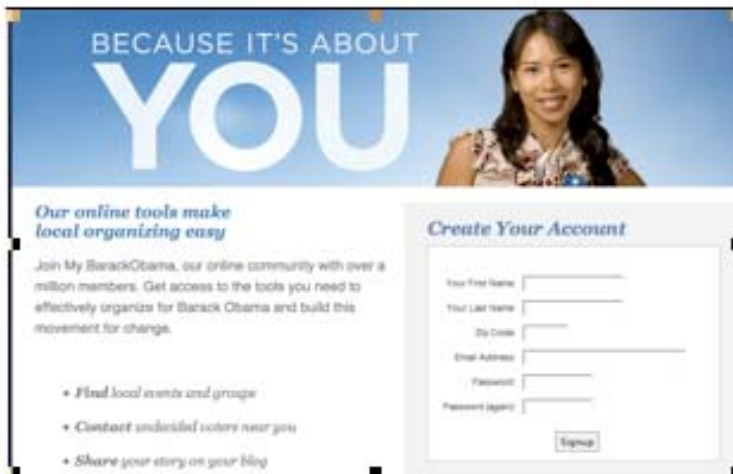 BECAUSE IT'S ABOUT
YOU
Our online tools make
local organizing easy
Join My.BarackObama, our online community with over a
million members. Get access to the tools you need to
effectively organize for Barack Obama and build this
movement for change.
+ Find local events and groups
+ Contact undecided voters near you
+ Share your story on your blog
Create Your Account
Your First Name
Your Last Name
Zip Code
Email Address
Password
Password (again)
Signup